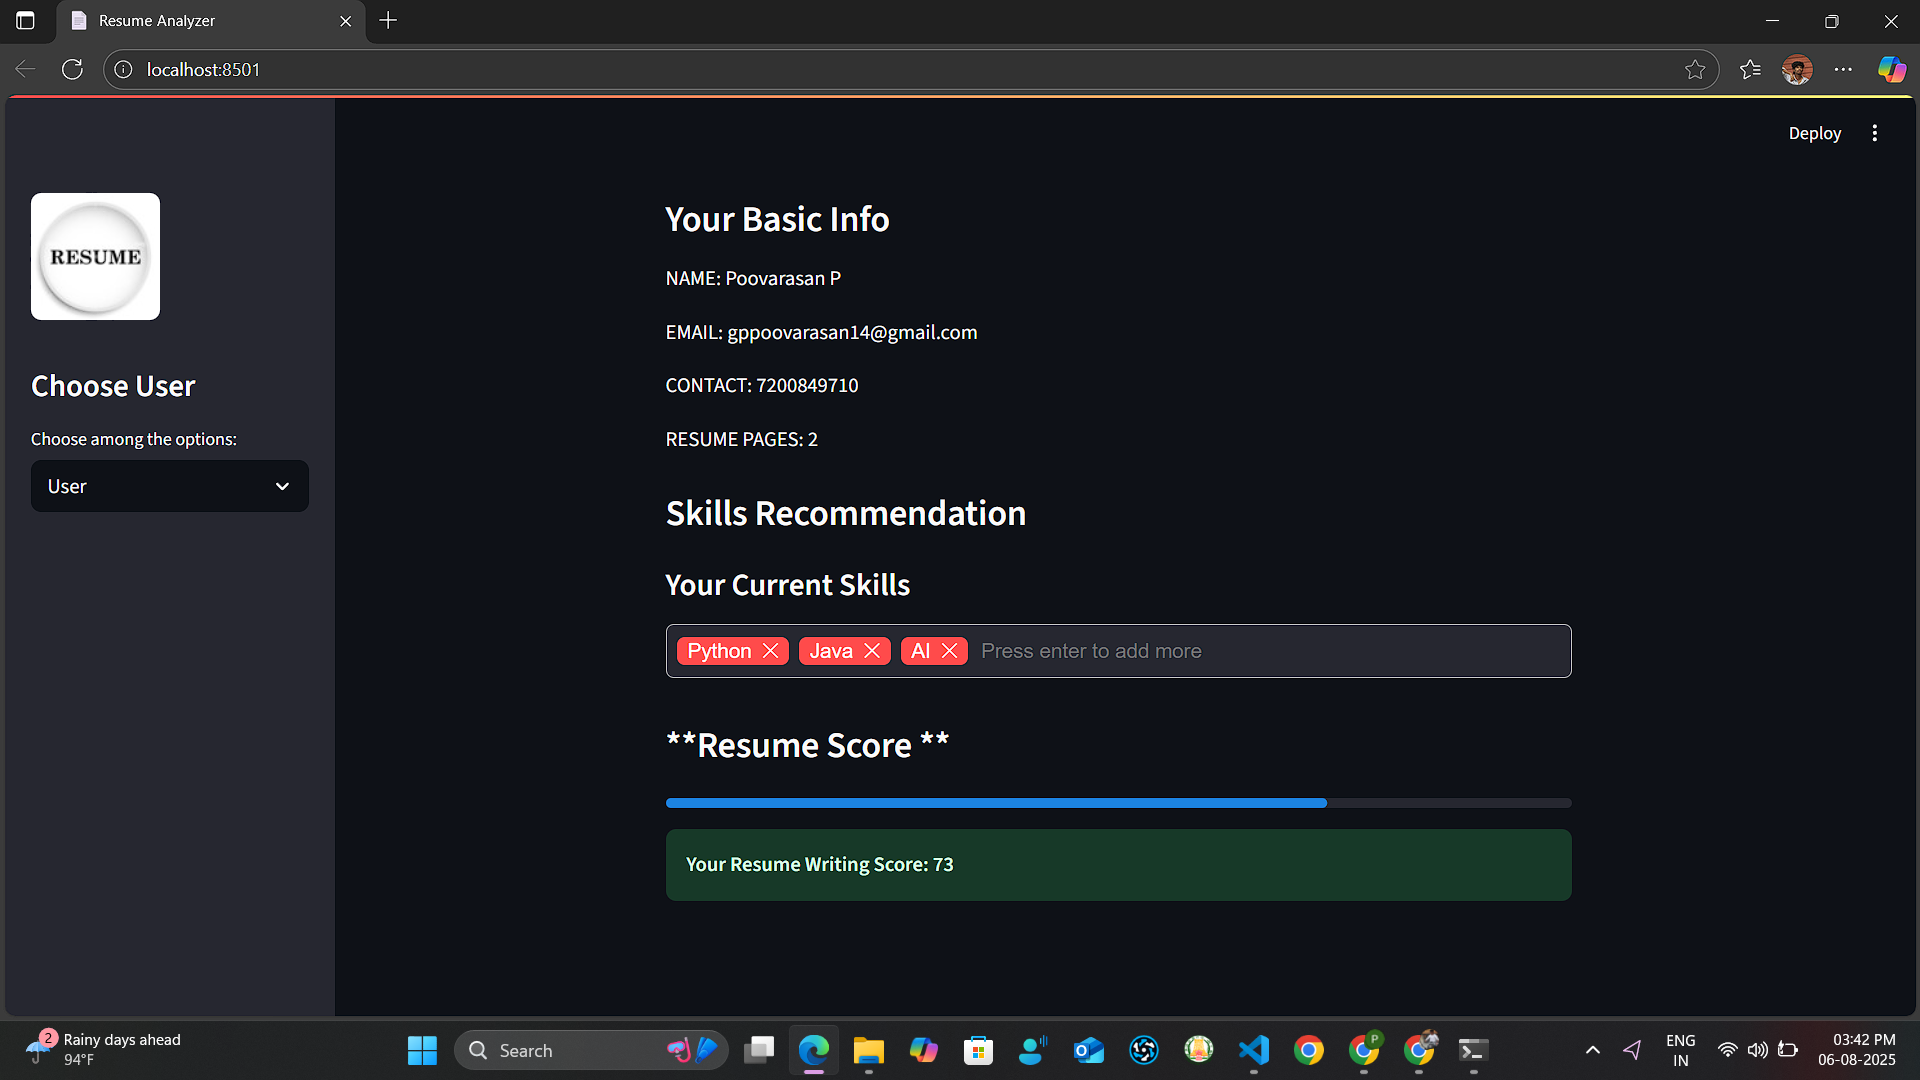 Resume Analyzer
localhost:8501
Deploy
RESUME
Choose User
Choose among the options:
User
Your Basic Info
NAME: Poovarasan P
EMAIL: gppoovarasan14@gmail.com
CONTACT: 7200849710
RESUME PAGES: 2
Skills Recommendation
Your Current Skills
Python Java AI Press enter to add more
**Resume Score **
Your Resume Writing Score: 73
2
Rainy days ahead
94°F
Search
P
ENG
IN
03:42 PM
06-08-2025